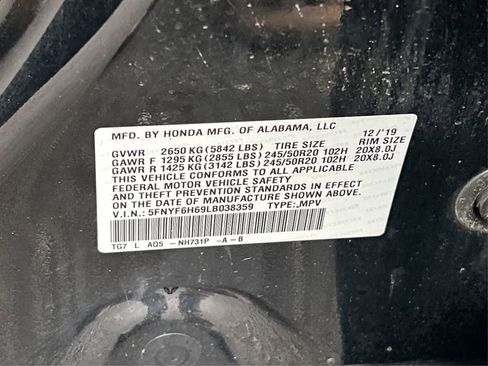 MFD. BY HONDA MFG. OF ALABAMA, LLC 12/'19
GVWR 2650 KG (5842 LBS) TIRE SIZE RIM SIZE
GAWR F 1295 KG (2855 LBS) 245/50R20 102H 20X8.0J
GAWR R 1425 KG (3142 LBS) 245/50R20 102H 20X8.0J
THIS VEHICLE CONFORMS TO ALL APPLICABLE
FEDERAL MOTOR VEHICLE SAFETY
AND THEFT PREVENTION STANDARDS IN EFFECT ON
THE DATE OF MANUFACTURE SHOWN ABOVE.
V.I.N.: 5FNYF6H69LB038359 TYPE:,MPV
TG7 L AQ5 -NH731P -A-B